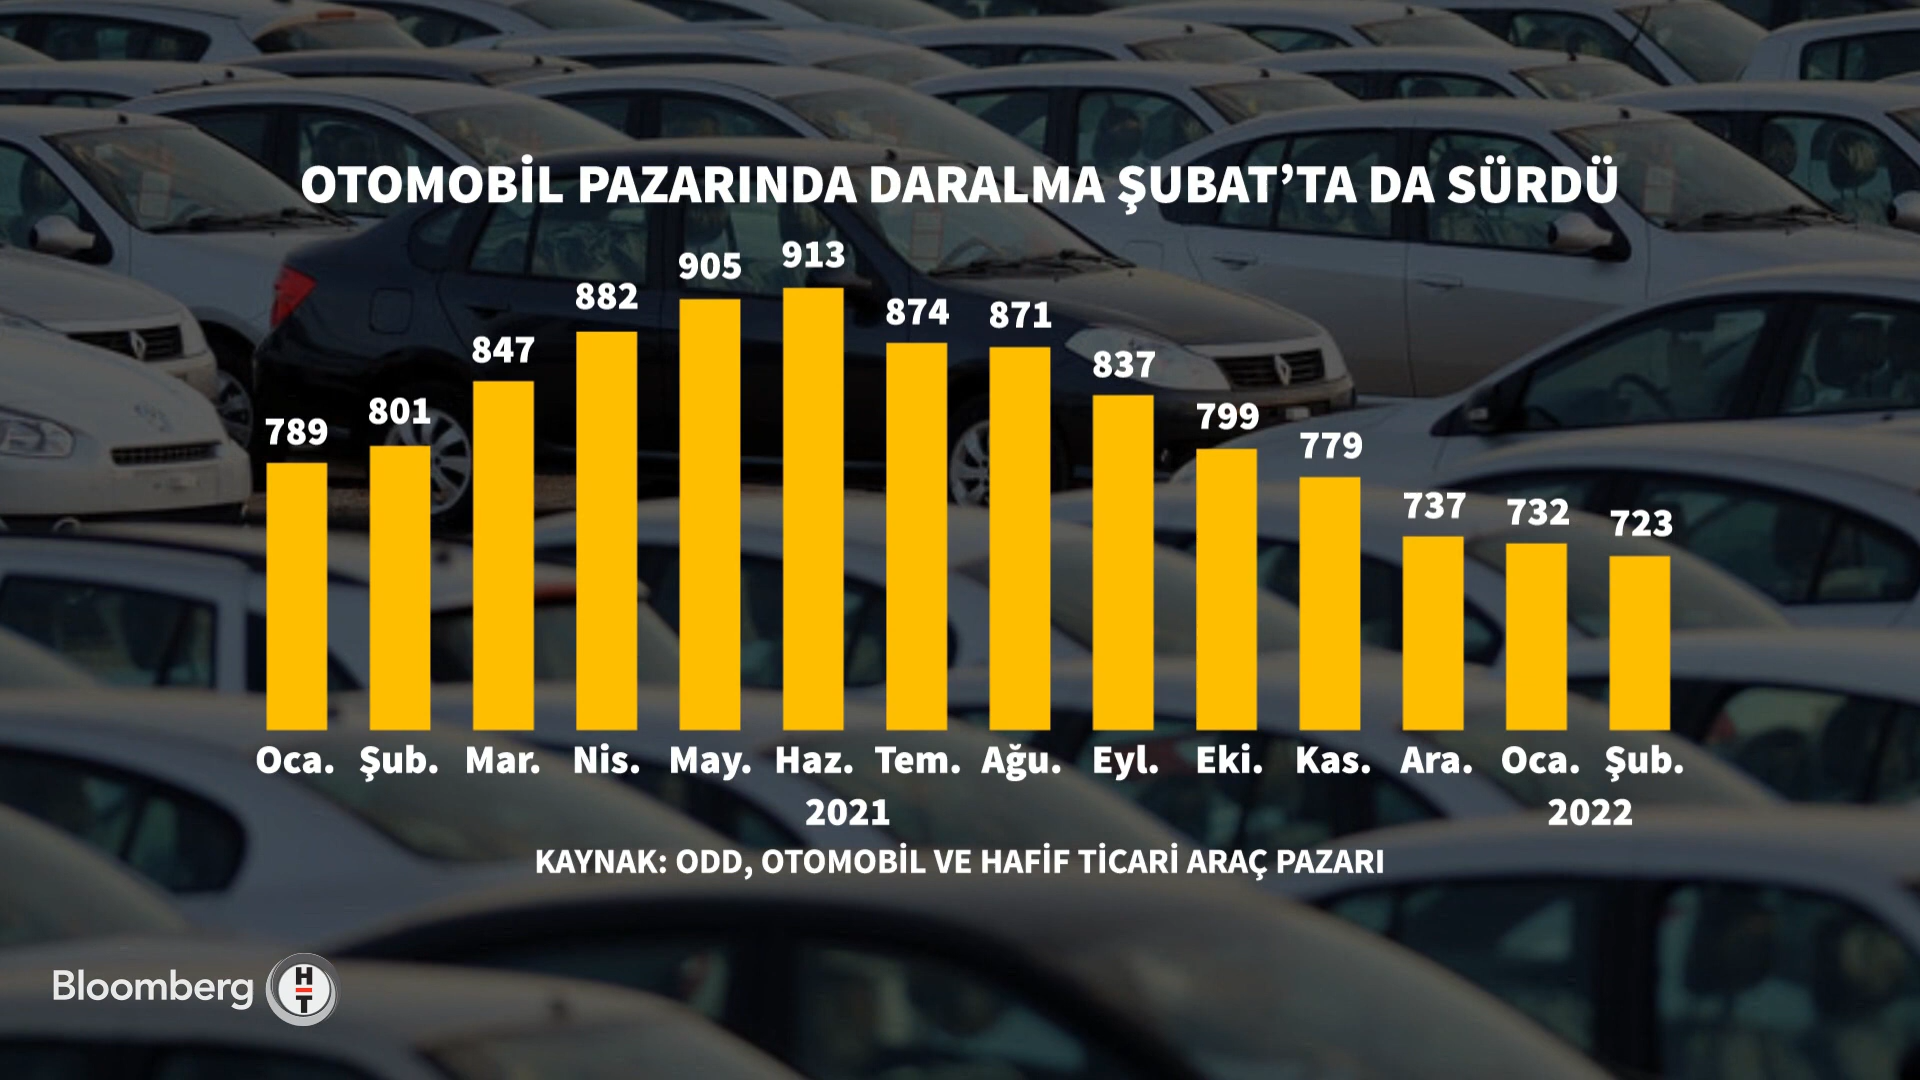 OTOMOBİL PAZARINDA DARALMA ŞUBAT’TA DA SÜRDÜ
789 801 847 882 905 913 874 871 837 799 779 737 732 723
Oca. Şub. Mar. Nis. May. Haz. Tem. Ağu. Eyl. Eki. Kas. Ara. Oca. Şub.
2021 2022
KAYNAK: ODD, OTOMOBİL VE HAFİF TİCARİ ARAÇ PAZARI
Bloomberg HT